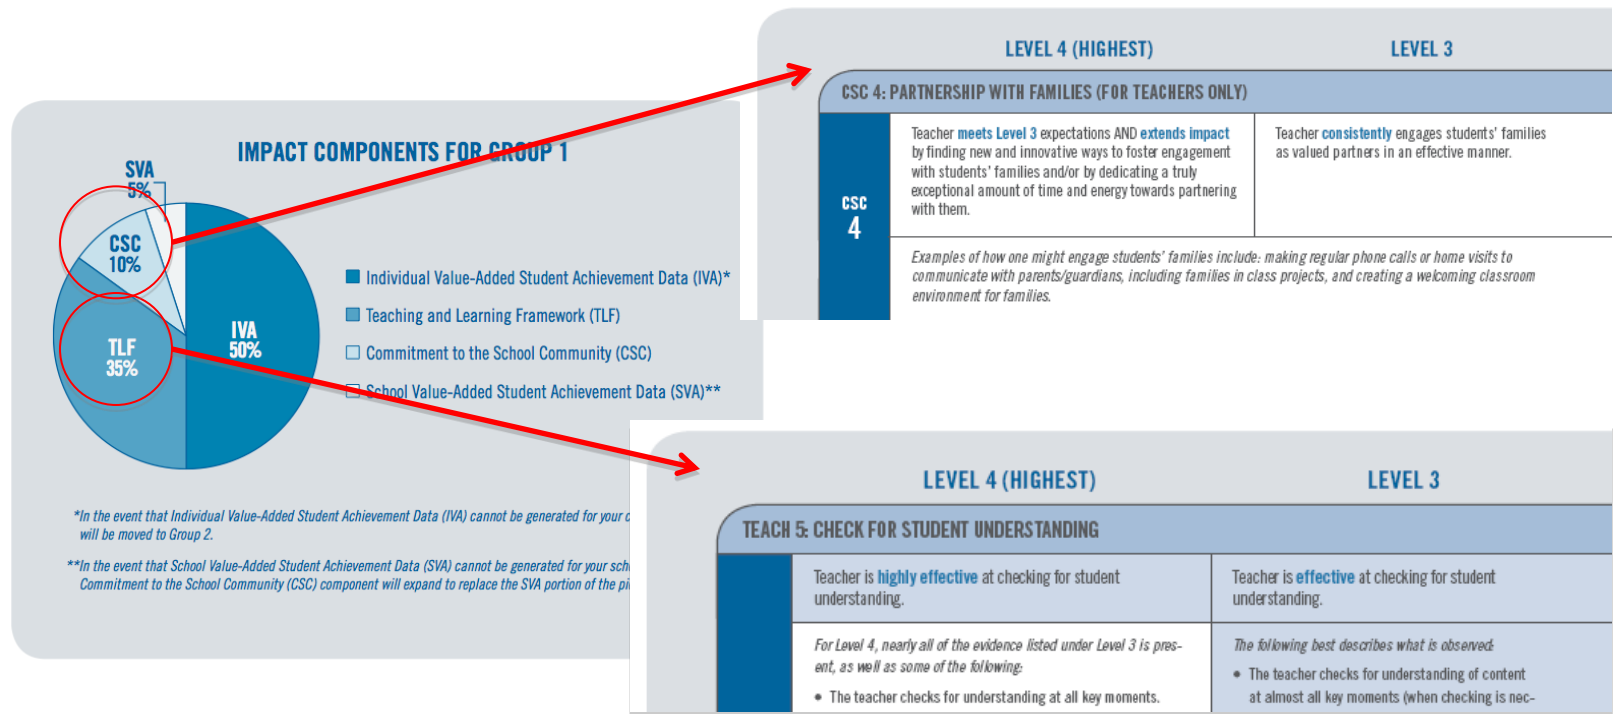 IMPACT COMPONENTS FOR GROUP 1
SVA
5%
CSC
10%
TLF
35%
IVA
50%
Individual Value-Added Student Achievement Data (IVA)*
Teaching and Learning Framework (TLF)
Commitment to the School Community (CSC)
School Value-Added Student Achievement Data (SVA)**
*In the event that Individual Value-Added Student Achievement Data (IVA) cannot be generated for your
will be moved to Group 2.
**In the event that School Value-Added Student Achievement Data (SVA) cannot be generated for your
Commitment to the School Community (CSC) component will expand to replace the SVA portion of the
LEVEL 4 (HIGHEST)
LEVEL 3
CSC 4: PARTNERSHIP WITH FAMILIES (FOR TEACHERS ONLY)
CSC
4
Teacher meets Level 3 expectations AND extends impact
by finding new and innovative ways to foster engagement
with students' families and/or by dedicating a truly
exceptional amount of time and energy towards partnering
with them.
Teacher consistently engages students' families
as valued partners in an effective manner.
Examples of how one might engage students' families include: making regular phone calls or home visits to
communicate with parents/guardians, including families in class projects, and creating a welcoming classroom
environment for families.
LEVEL 4 (HIGHEST)
LEVEL 3
TEACH 5: CHECK FOR STUDENT UNDERSTANDING
Teacher is highly effective at checking for student
understanding.
Teacher is effective at checking for student
understanding.
For Level 4, nearly all of the evidence listed under Level 3 is pres-
ent, as well as some of the following:
• The teacher checks for understanding at all key moments.
The following best describes what is observed:
• The teacher checks for understanding of content
at almost all key moments (when checking is nec-